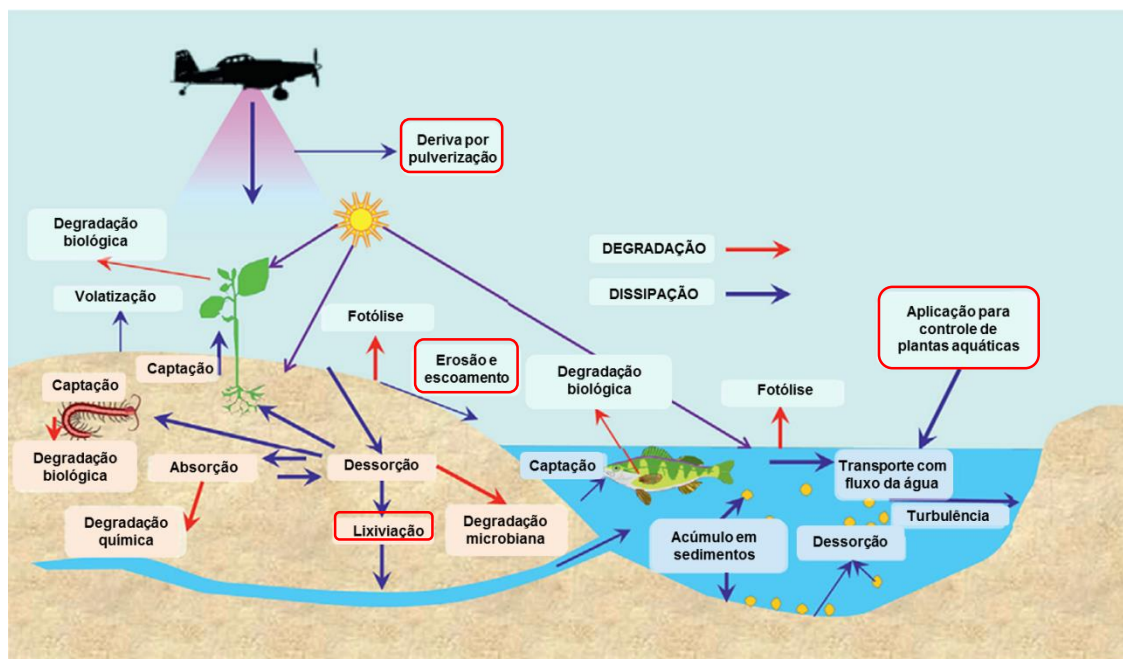 Deriva por
pulverização
Degradação
biológica
DEGRADAÇÃO
Volatização
DISSIPAÇÃO
Fotólise
Aplicação para
controle de
plantas aquáticas
Captação
Erosão e
escoamento
Degradação
biológica
Fotólise
Captação
Degradação
biológica
Absorção
Dessorção
Captação
Transporte com
fluxo da água
Turbulência
Degradação
química
Lixiviação
Degradação
microbiana
Acúmulo em
sedimentos
Dessorção